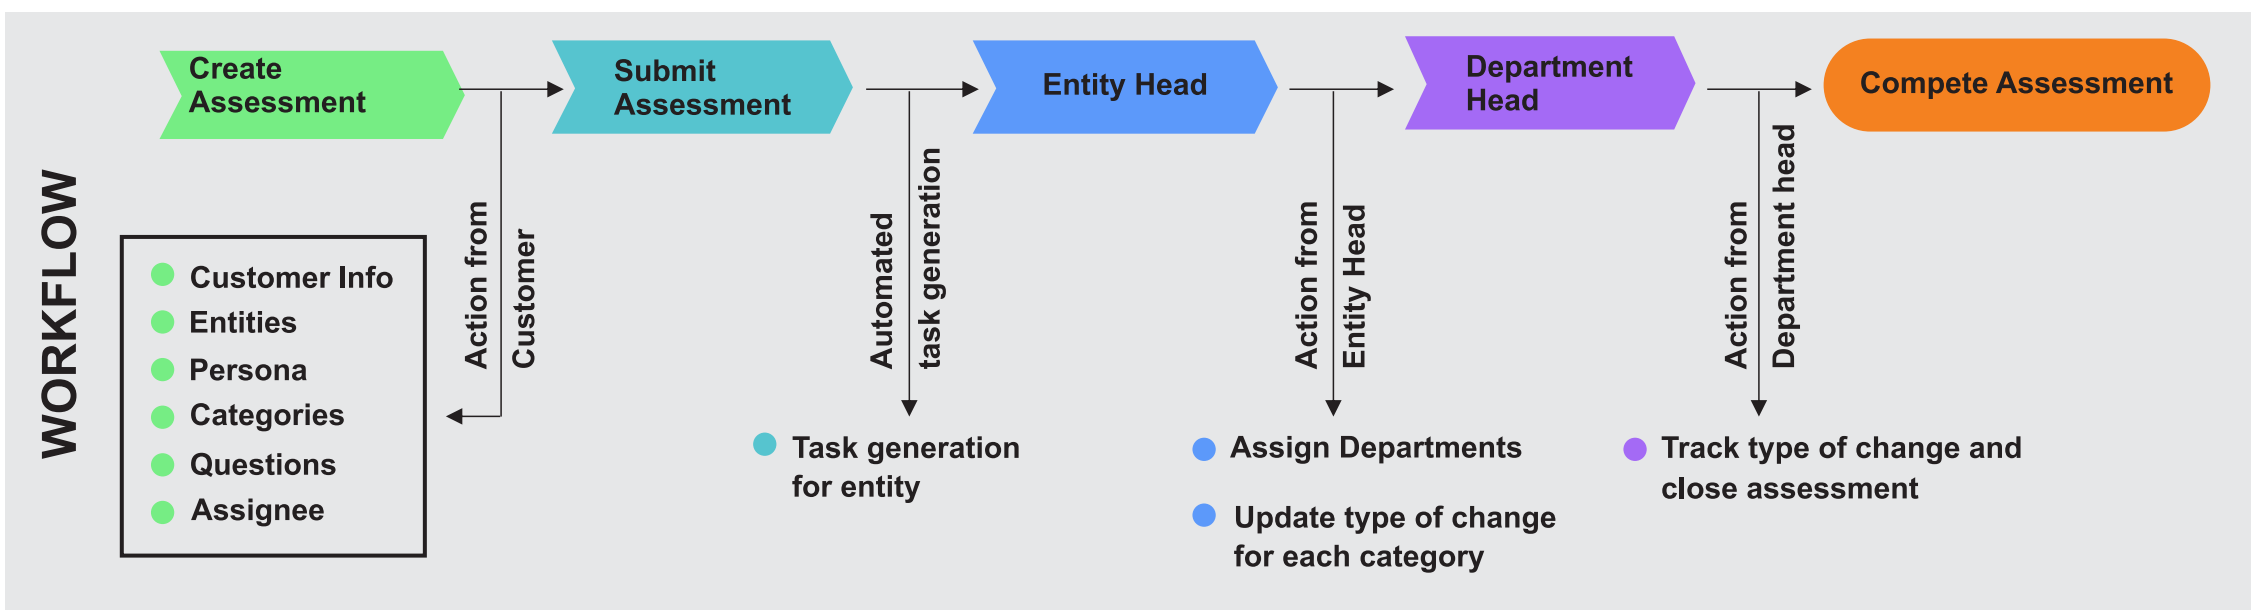 WORKFLOW
Create
Assessment
Submit
Assessment
Entity Head
Department
Head
Compete Assessment
Action from
Customer
Automated
task generation
Action from
Entity Head
Action from
Department head
Customer Info
Entities
Persona
Categories
Questions
Assignee
Task generation
for entity
Assign Departments
Update type of change
for each category
Track type of change and
close assessment